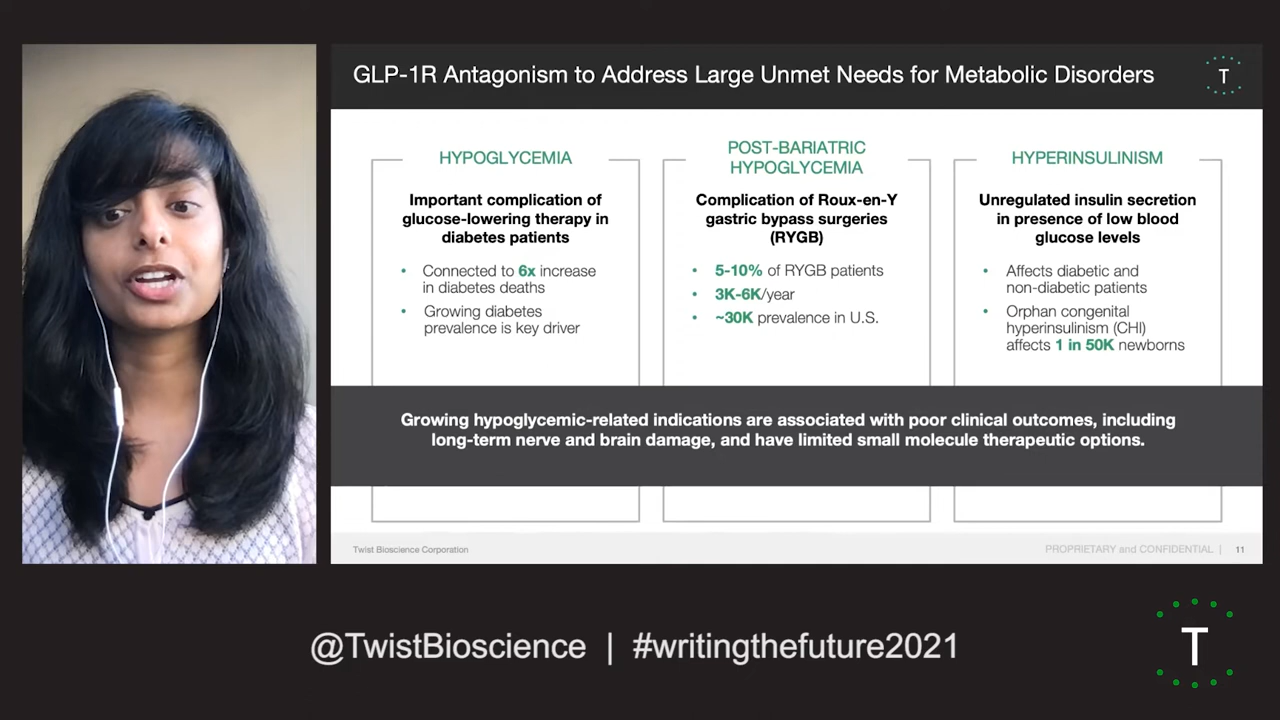 GLP-1R Antagonism to Address Large Unmet Needs for Metabolic Disorders
T
HYPOGLYCEMIA
Important complication of
glucose-lowering therapy in
diabetes patients
• Connected to 6x increase
in diabetes deaths
• Growing diabetes
prevalence is key driver
POST-BARIATRIC
HYPOGLYCEMIA
Complication of Roux-en-Y
gastric bypass surgeries
(RYGB)
• 5-10% of RYGB patients
• 3K-6K/year
• ~30K prevalence in U.S.
HYPERINSULINISM
Unregulated insulin secretion
in presence of low blood
glucose levels
• Affects diabetic and
non-diabetic patients
• Orphan congenital
hyperinsulinism (CHI)
affects 1 in 50K newborns
Growing hypoglycemic-related indications are associated with poor clinical outcomes, including
long-term nerve and brain damage, and have limited small molecule therapeutic options.
Twist Bioscience Corporation
PROPRIETARY and CONFIDENTIAL | 11
@TwistBioscience | #writingthefuture2021
T